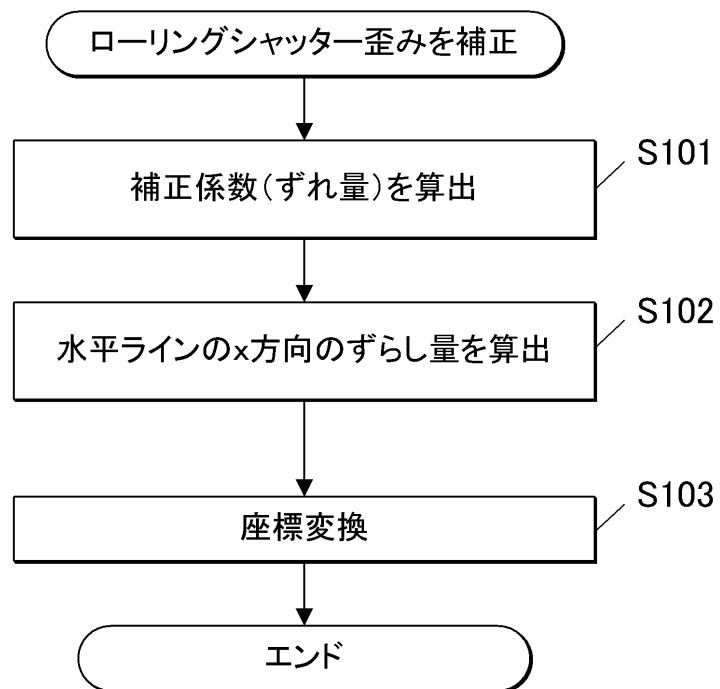 ローリングシャッター歪みを補正
S101
補正係数(ずれ量)を算出
S102
水平ラインのx方向のずらし量を算出
S103
座標変換
エンド